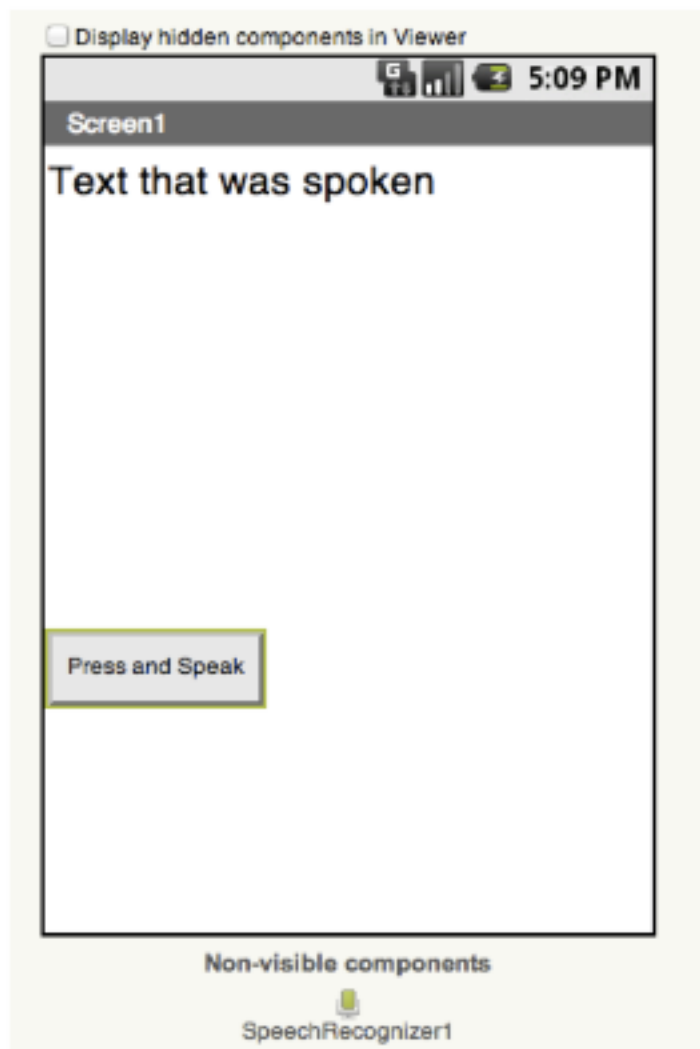 Display hidden components in Viewer
5:09 PM
Screen1
Text that was spoken
Press and Speak
Non-visible components
SpeechRecognizer1